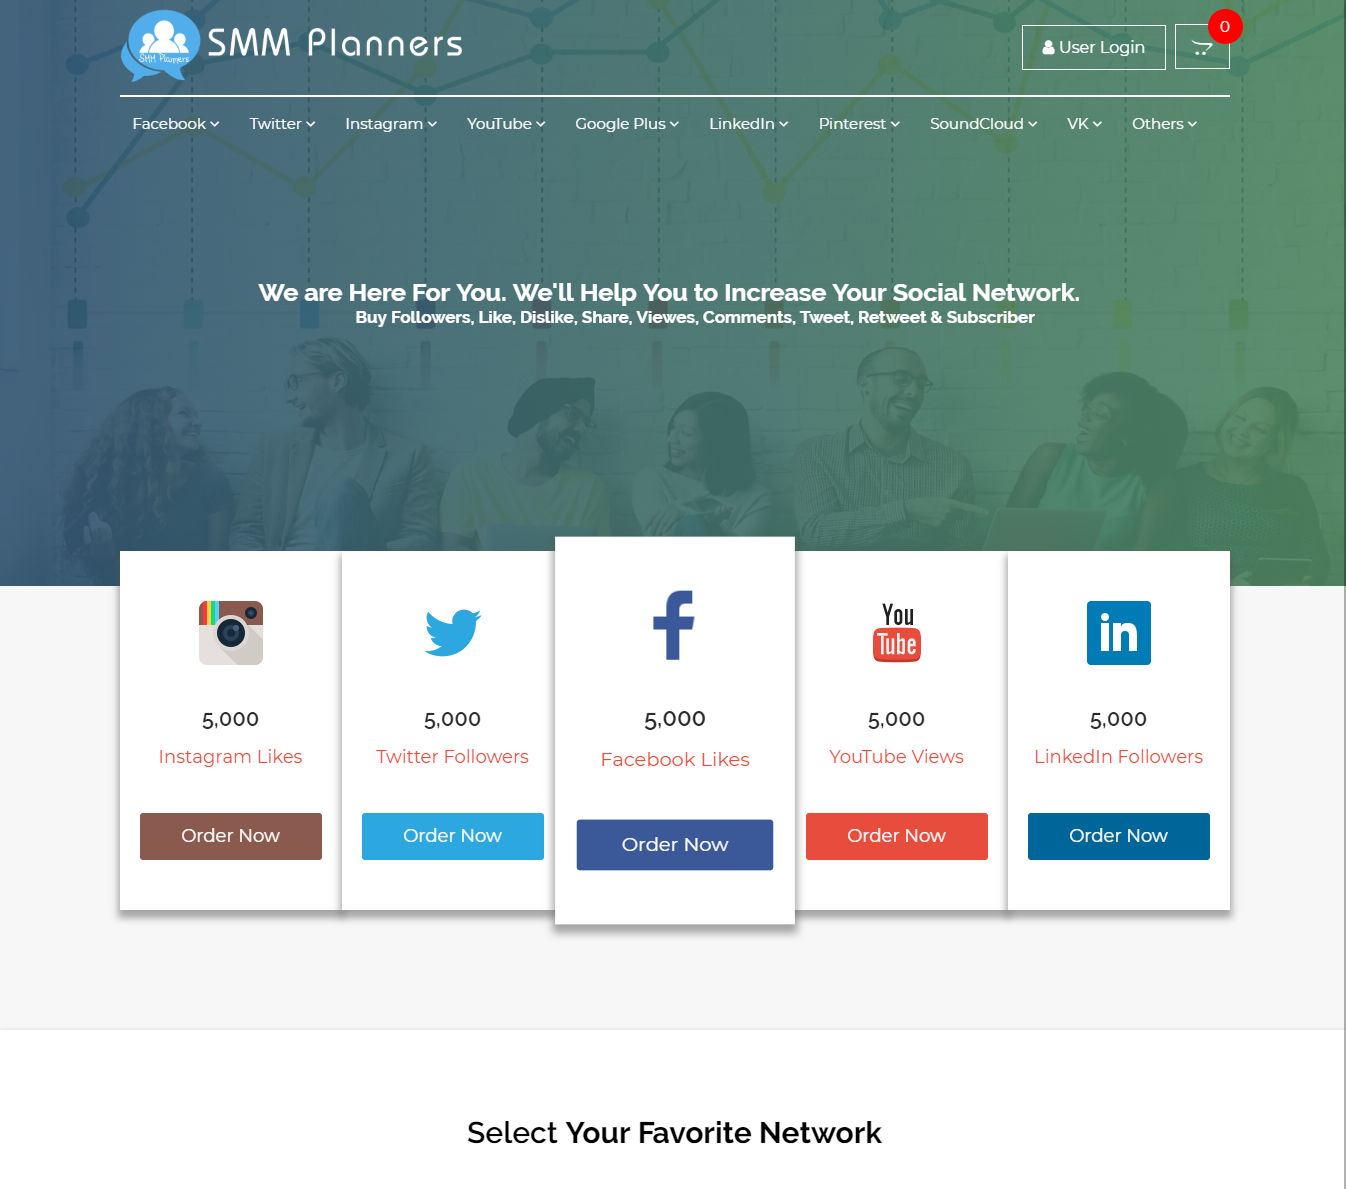 SMM Planners
SMM Planners
User Login
0
Facebook
Twitter
Instagram
YouTube
Google Plus
LinkedIn
Pinterest
SoundCloud
VK
Others
We are Here For You. We'll Help You to Increase Your Social Network.
Buy Followers, Like, Dislike, Share, Viewes, Comments, Tweet, Retweet & Subscriber
You
Tube
in
5,000
Instagram Likes
Order Now
5,000
Twitter Followers
Order Now
5,000
Facebook Likes
Order Now
5,000
YouTube Views
Order Now
5,000
LinkedIn Followers
Order Now
Select Your Favorite Network